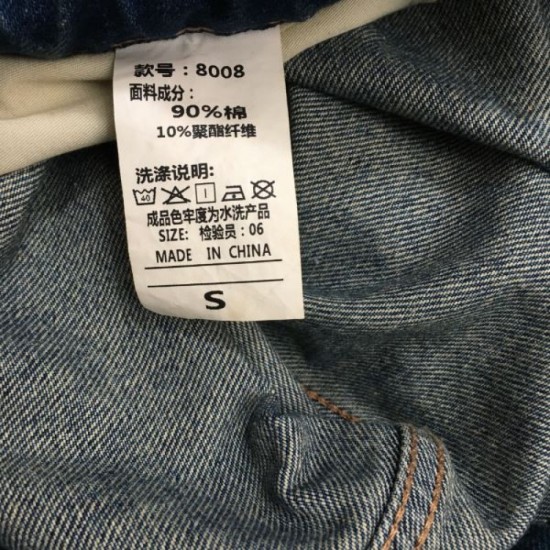 款号：8008
面料成分：
90%棉
10%聚酯纤维
洗涤说明：
40
成品色牢度为水洗产品
SIZE: 检验员：06
MADE IN CHINA
S